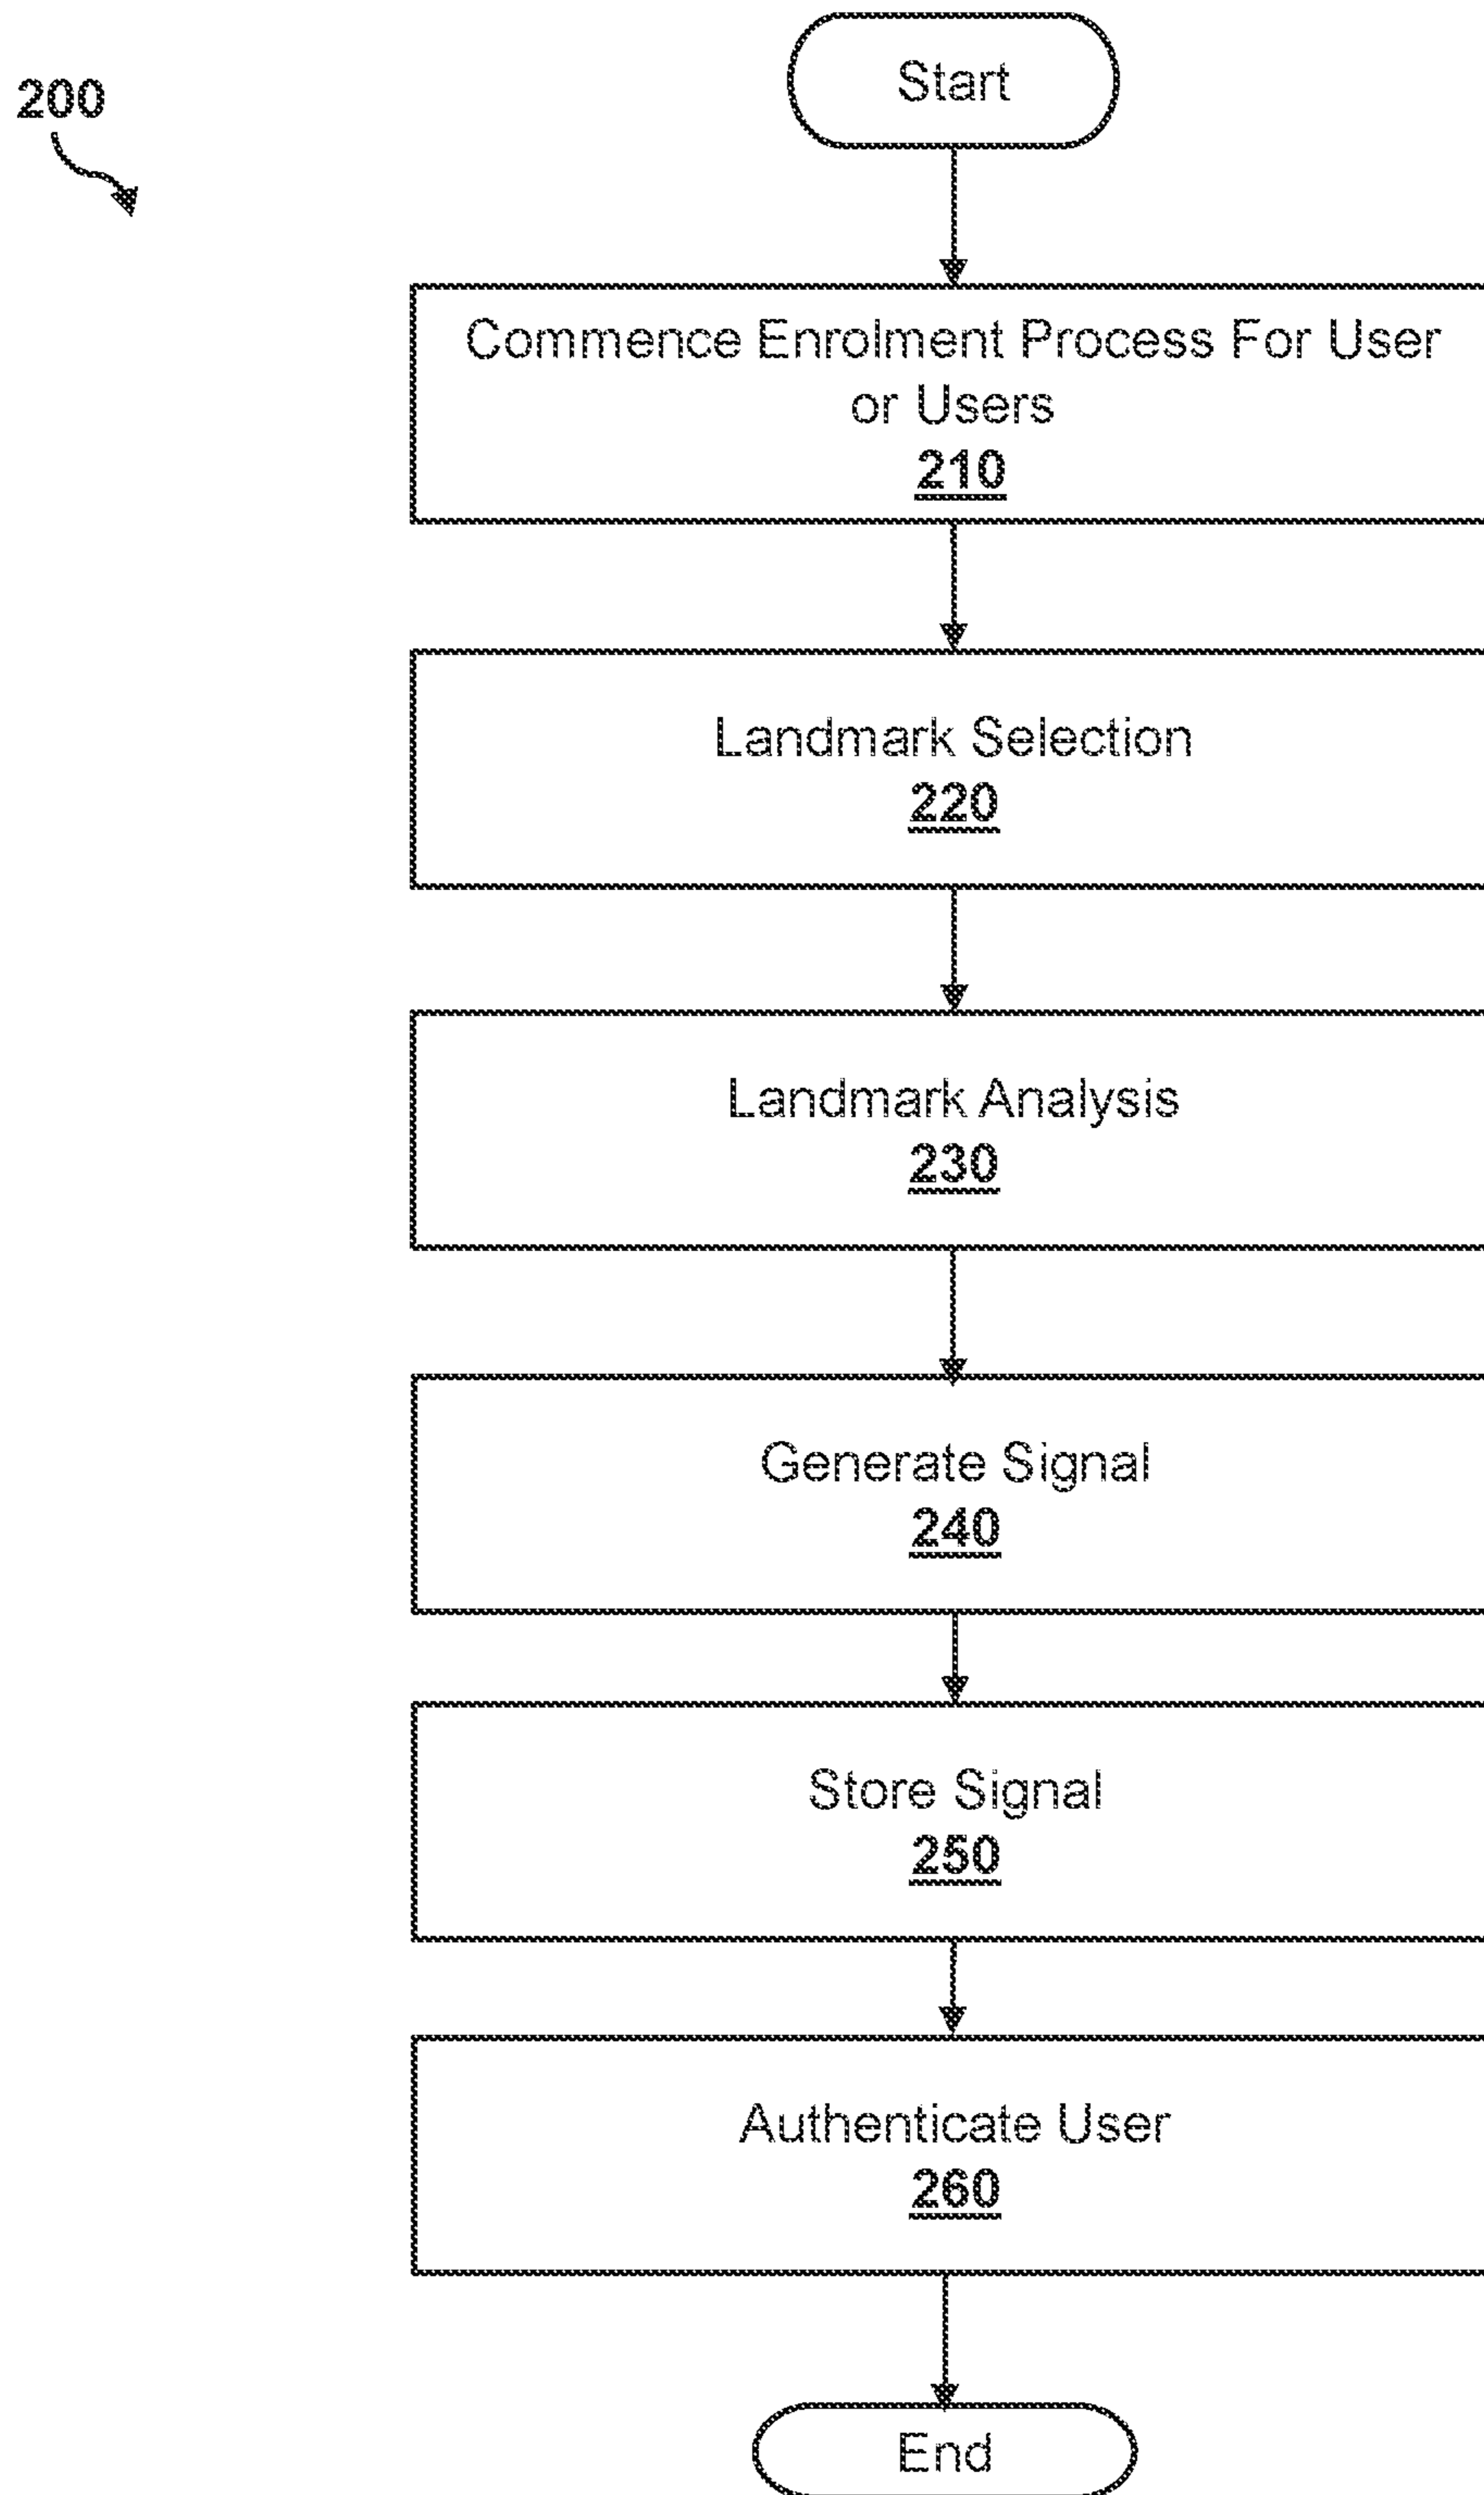 Start
200
Commence Enrolment Process For User
or Users
210
Landmark Selection
220
Landmark Analysis
230
Generate Signal
240
Store Signal
250
Authenticate User
260
End